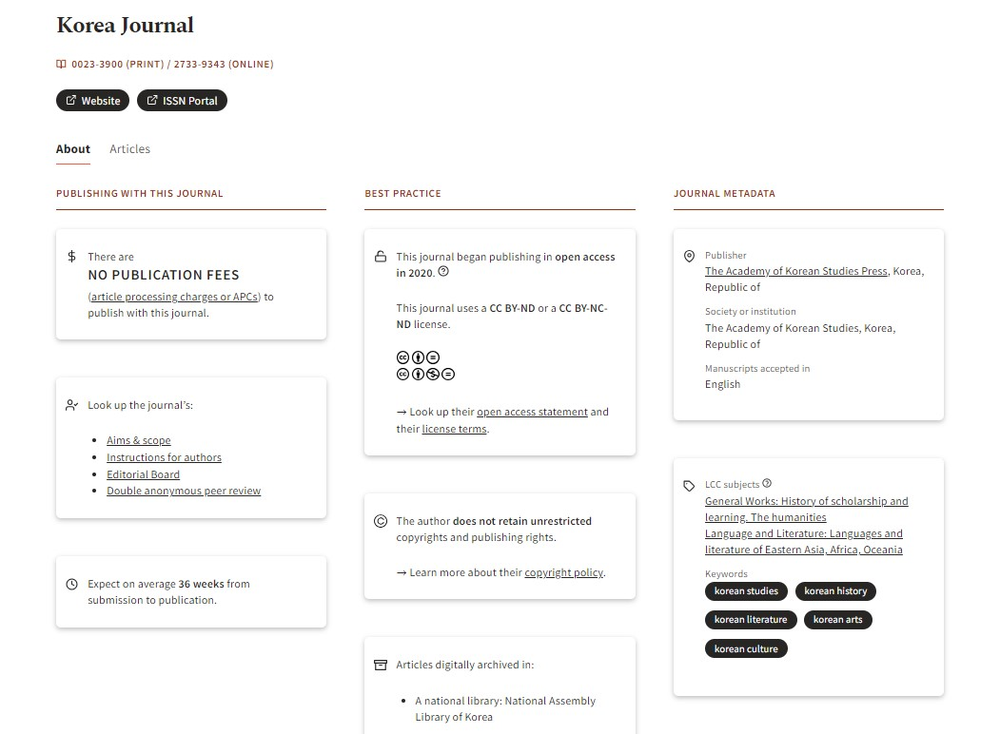 Korea Journal
0023-3900 (PRINT) / 2733-9343 (ONLINE)
Website
ISSN Portal
About
Articles
PUBLISHING WITH THIS JOURNAL
There are
NO PUBLICATION FEES
(article processing charges or APCs) to
publish with this journal.
Look up the journal's:
• Aims & scope
• Instructions for authors
• Editorial Board
• Double anonymous peer review
Expect on average 36 weeks from
submission to publication.
BEST PRACTICE
This journal began publishing in open access
in 2020. ?
This journal uses a CC BY-ND or a CC BY-NC-
ND license.
→ Look up their open access statement and
their license terms.
The author does not retain unrestricted
copyrights and publishing rights.
→ Learn more about their copyright policy.
Articles digitally archived in:
• A national library: National Assembly
Library of Korea
JOURNAL METADATA
Publisher
The Academy of Korean Studies Press, Korea,
Republic of
Society or institution
The Academy of Korean Studies, Korea,
Republic of
Manuscripts accepted in
English
LCC subjects ?
General Works: History of scholarship and
learning. The humanities
Language and Literature: Languages and
literature of Eastern Asia, Africa, Oceania
Keywords
korean studies
korean history
korean literature
korean arts
korean culture